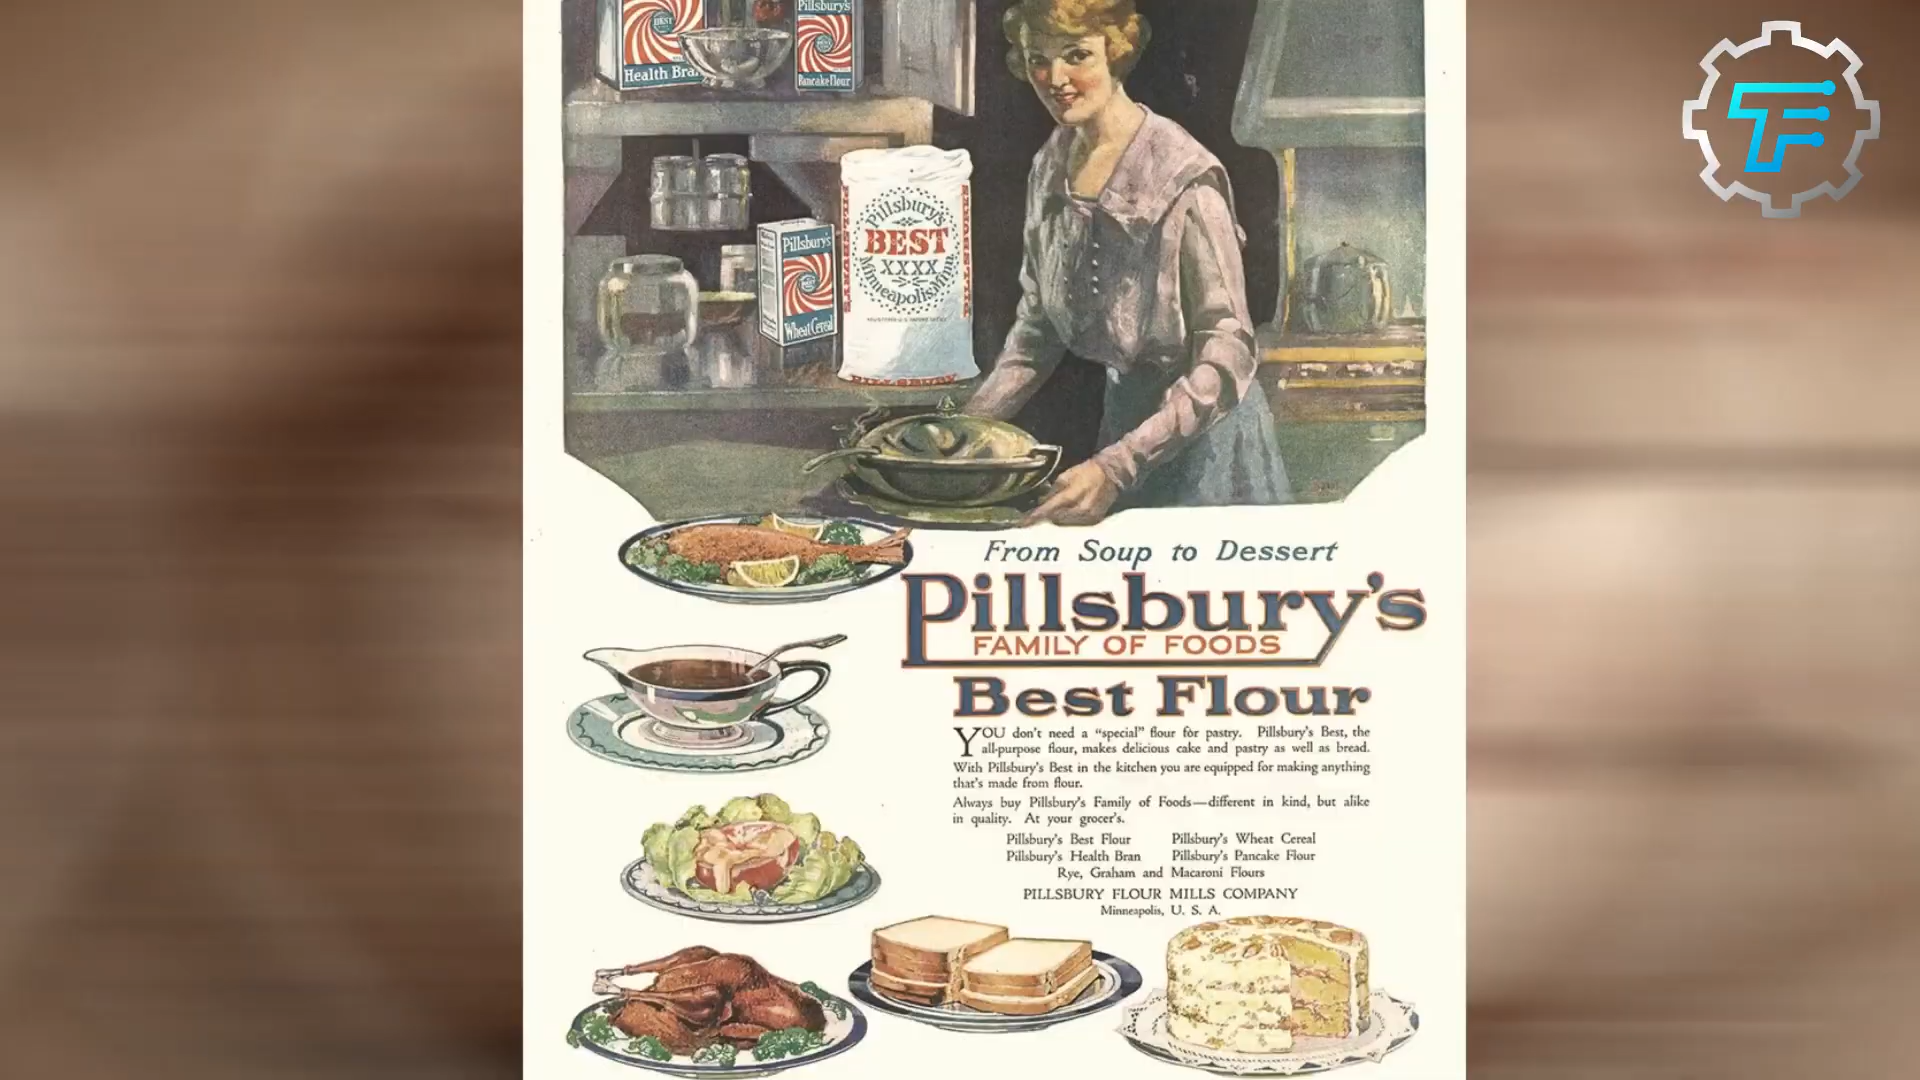 Pillsbury's
BEST
Health Bran
Pancake Flour
Pillsbury's
Wheat Cereal
Pillsbury's
BEST
XXXX
Minneapolis, Minn.
PILLSBURY
From Soup to Dessert
Pillsbury's
FAMILY OF FOODS
Best Flour
YOU don't need a “special” flour for pastry. Pillsbury's Best, the
all-purpose flour, makes delicious cake and pastry as well as bread.
With Pillsbury's Best in the kitchen you are equipped for making anything
that's made from flour.
Always buy Pillsbury's Family of Foods—different in kind, but alike
in quality. At your grocer's.
Pillsbury's Best Flour Pillsbury's Wheat Cereal
Pillsbury's Health Bran Pillsbury's Pancake Flour
Rye, Graham and Macaroni Flours
PILLSBURY FLOUR MILLS COMPANY
Minneapolis, U. S. A.
TF